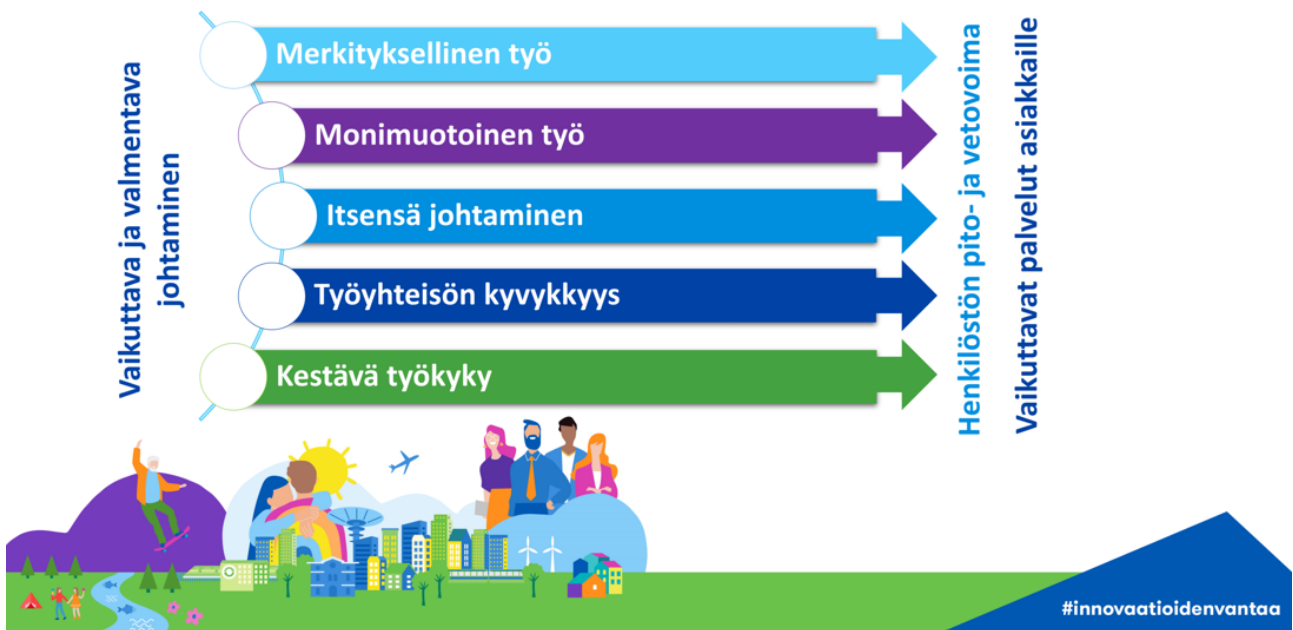 Vaikuttava ja valmentava
johtaminen
Merkityksellinen työ
Monimuotoinen työ
Itsensä johtaminen
Työyhteisön kyvykkyys
Kestävä työkyky
Henkilöstön pito- ja vetovoima
Vaikuttavat palvelut asiakkaille
#innovaatioidenvantaa